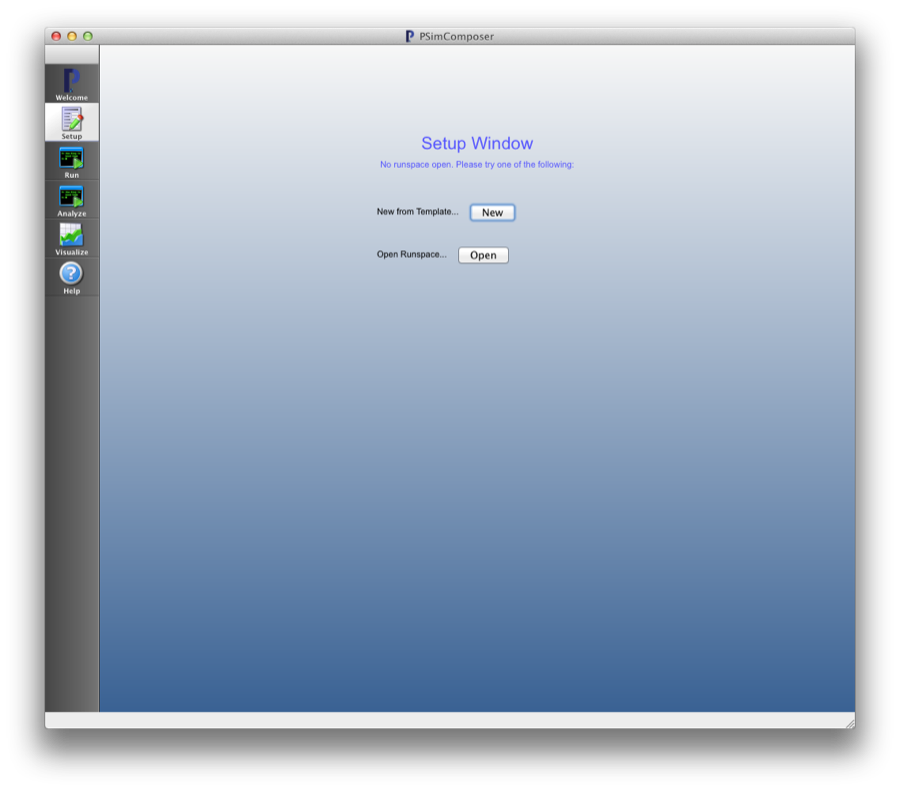 PSimComposer
Welcome
Setup
Run
Analyze
Visualize
Help
Setup Window
No runspace open. Please try one of the following:
New from Template... New
Open Runspace... Open